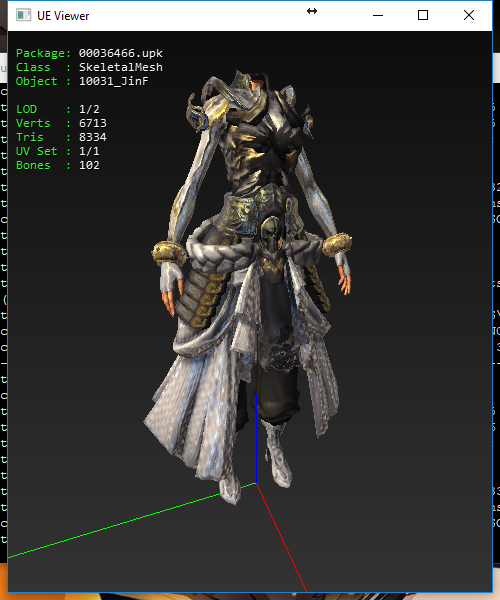 UE Viewer
Package: 00036466.upk
Class : SkeletalMesh
Object : 10031_JinF
LOD : 1/2
Verts : 6713
Tris : 8334
UV Set : 1/1
Bones : 102